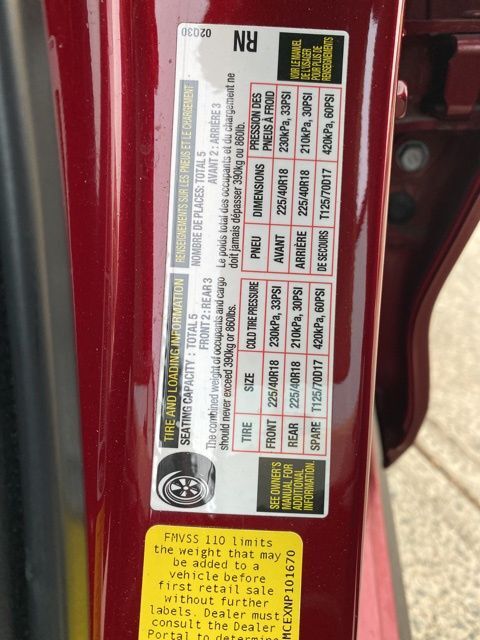 TIRE AND LOADING INFORMATION
SEATING CAPACITY : TOTAL 5
FRONT 2 : REAR 3
The combined weight of occupants and cargo
should never exceed 390kg or 860lbs.
TIRE SIZE COLD TIRE PRESSURE
FRONT 225/40R18 230kPa, 33PSI
REAR 225/40R18 210kPa, 30PSI
SPARE T125/70D17 420kPa, 60PSI
SEE OWNER'S
MANUAL FOR
ADDITIONAL
INFORMATION.
RENSEIGNEMENTS SUR LES PNEUS ET LE CHARGEMENT
NOMBRE DE PLACES: TOTAL 5
AVANT 2 : ARRIÈRE 3
Le poids total des occupants et du chargement ne
doit jamais dépasser 390kg ou 860lb.
PNEU DIMENSIONS PRESSION DES
PNEUS À FROID
AVANT 225/40R18 230kPa, 33PSI
ARRIÈRE 225/40R18 210kPa, 30PSI
DE SECOURS T125/70D17 420kPa, 60PSI
VOIR LE MANUEL
DE L'USAGER
POUR PLUS DE
RENSEIGNEMENTS
02Q30
RN
FMVSS 110 limits
the weight that may
be added to a
vehicle before
first retail sale
without further
labels. Dealer must
consult the Dealer
Portal to determine
MCEXNP101670